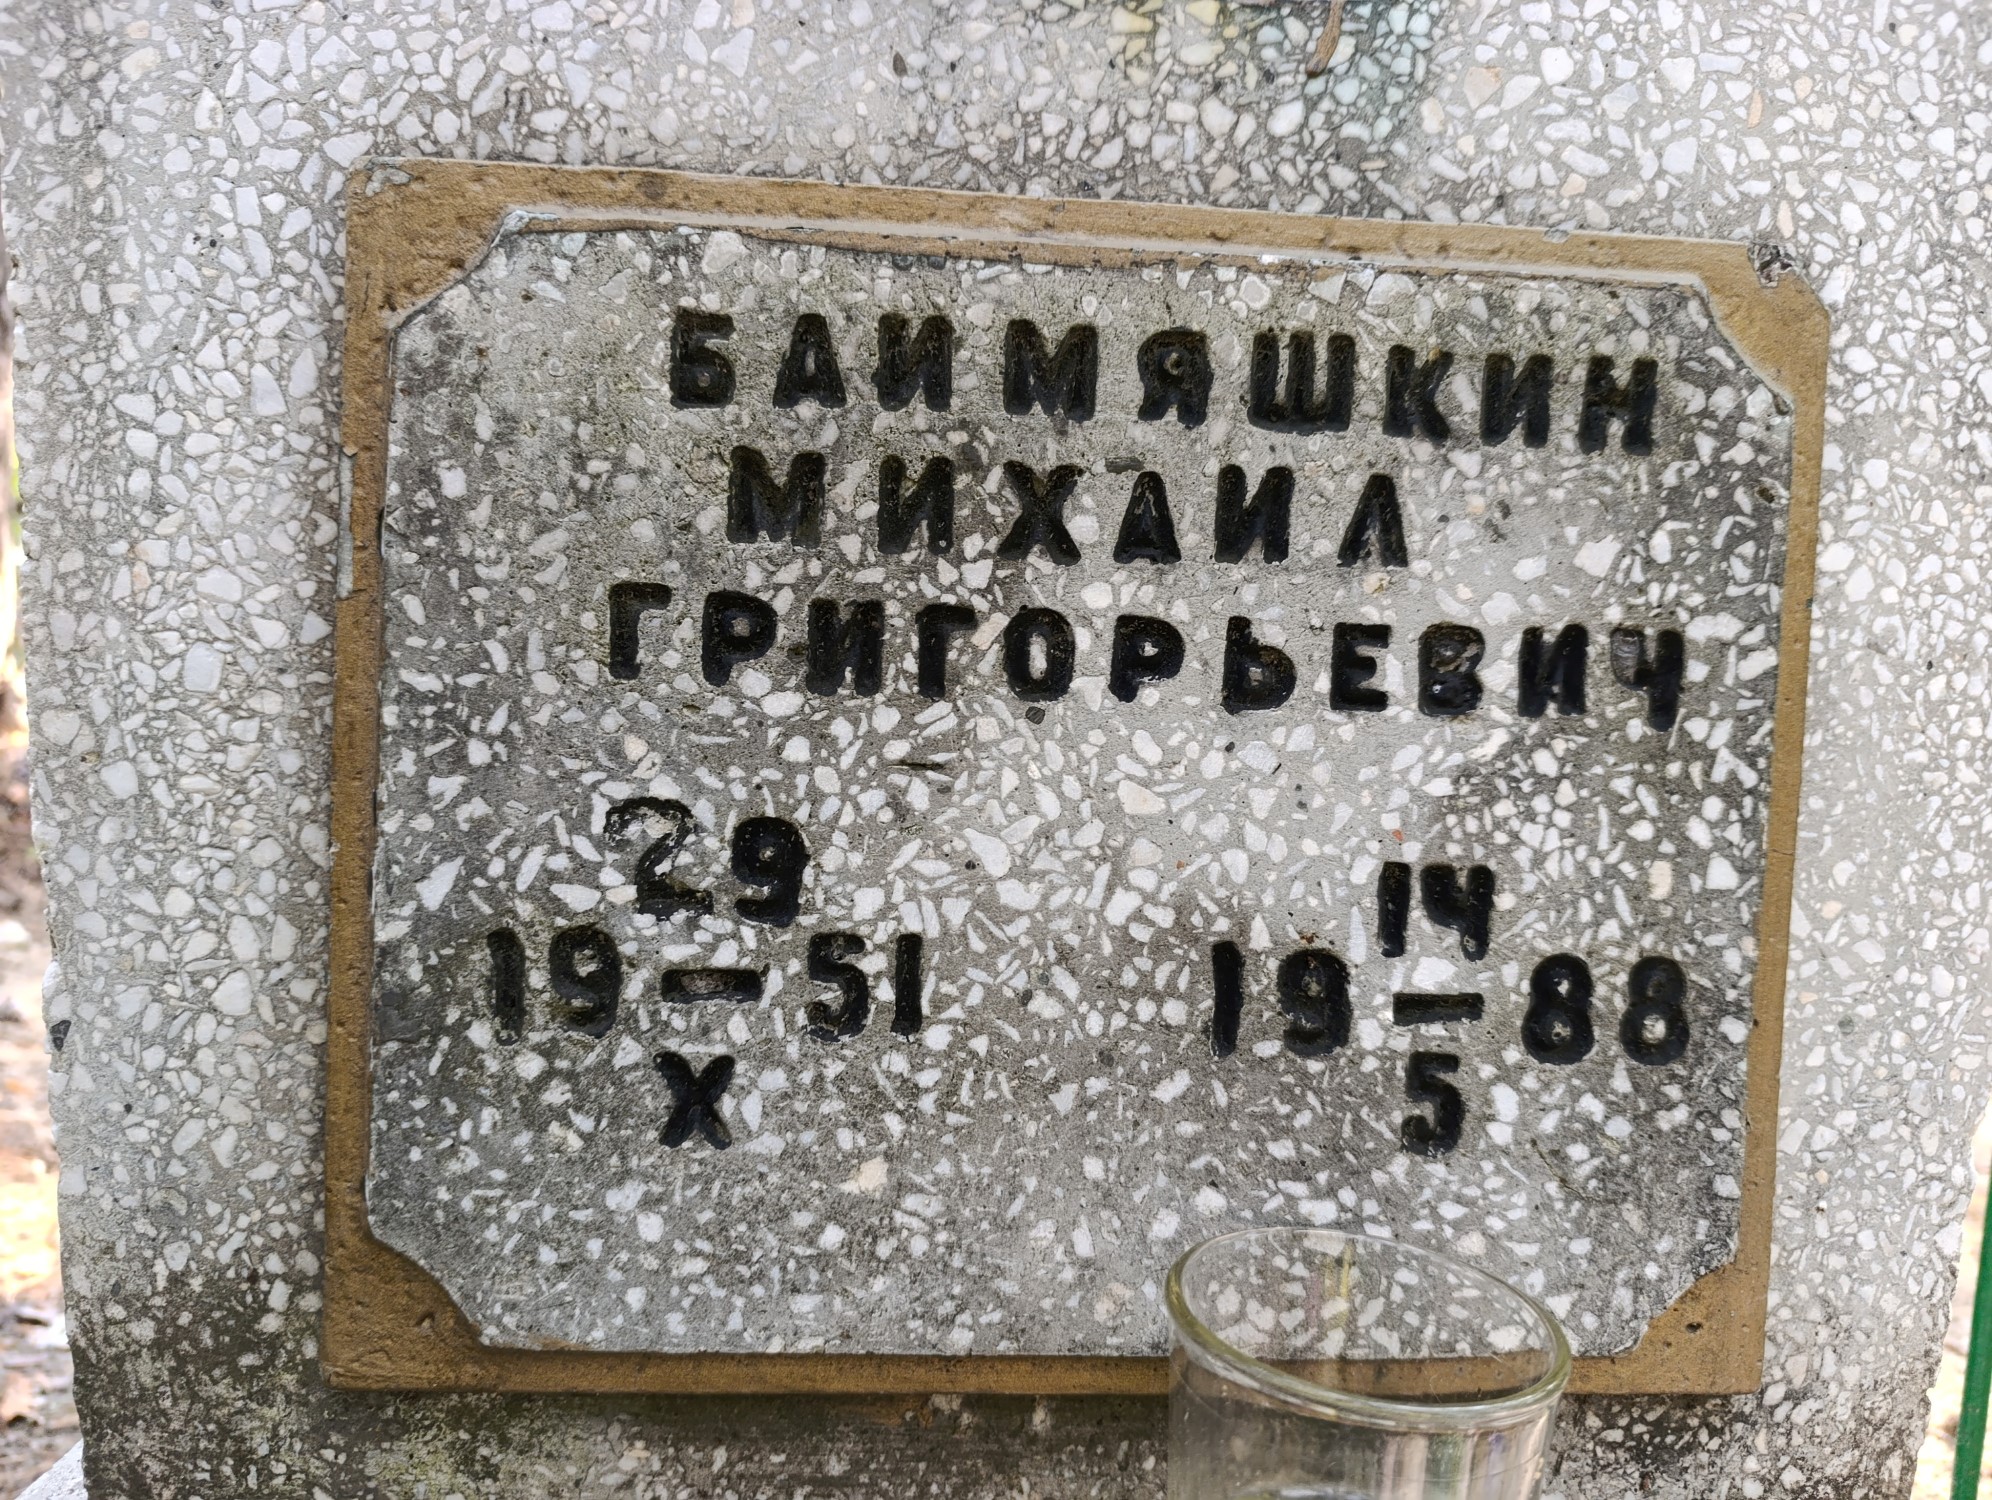 БАИМЯШКИН
МИХАИЛ
ГРИГОРЬЕВИЧ
29 14
19 — 51 19 — 88
X 5